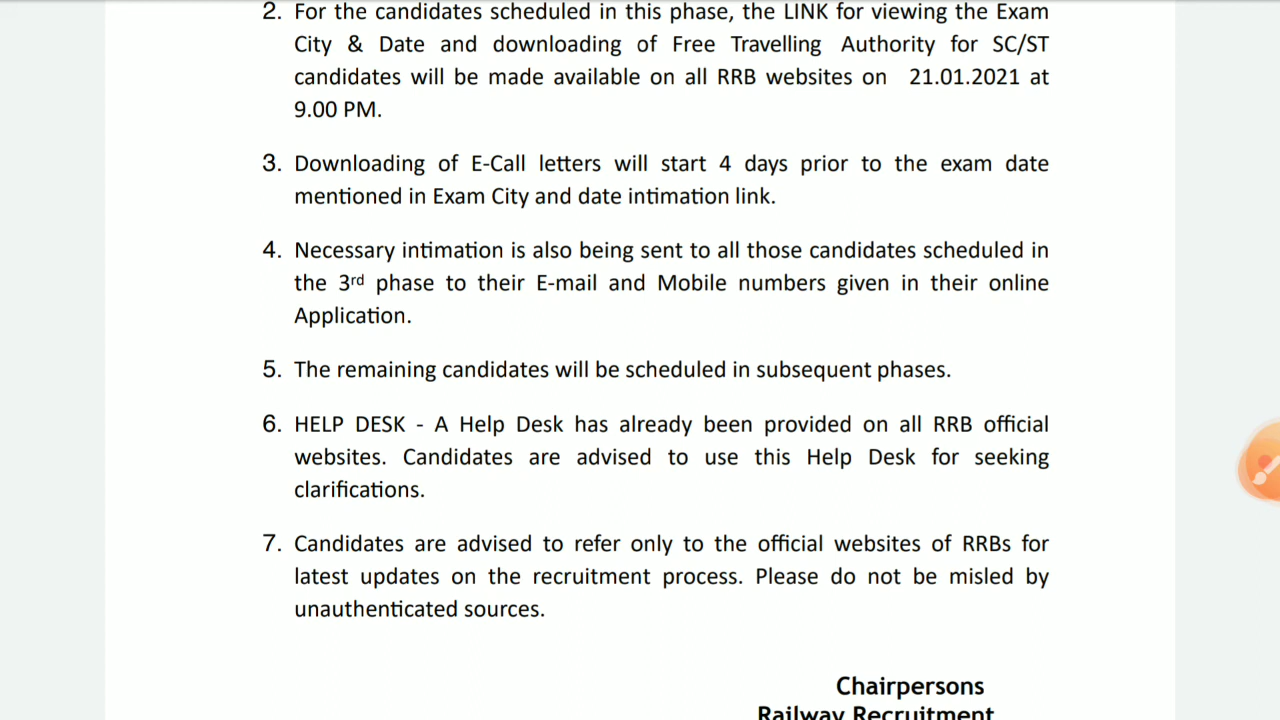 2. For the candidates scheduled in this phase, the LINK for viewing the Exam
City & Date and downloading of Free Travelling Authority for SC/ST
candidates will be made available on all RRB websites on 21.01.2021 at
9.00 PM.
3. Downloading of E-Call letters will start 4 days prior to the exam date
mentioned in Exam City and date intimation link.
4. Necessary intimation is also being sent to all those candidates scheduled in
the 3rd phase to their E-mail and Mobile numbers given in their online
Application.
5. The remaining candidates will be scheduled in subsequent phases.
6. HELP DESK - A Help Desk has already been provided on all RRB official
websites. Candidates are advised to use this Help Desk for seeking
clarifications.
7. Candidates are advised to refer only to the official websites of RRBs for
latest updates on the recruitment process. Please do not be misled by
unauthenticated sources.
Chairpersons
Railway Recruitment